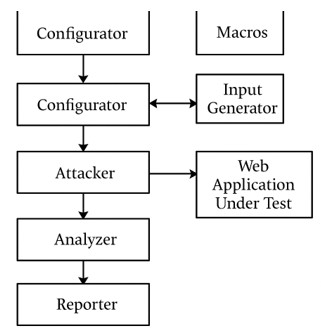 Configurator
Macros
Configurator
Input
Generator
Attacker
Web
Application
Under Test
Analyzer
Reporter